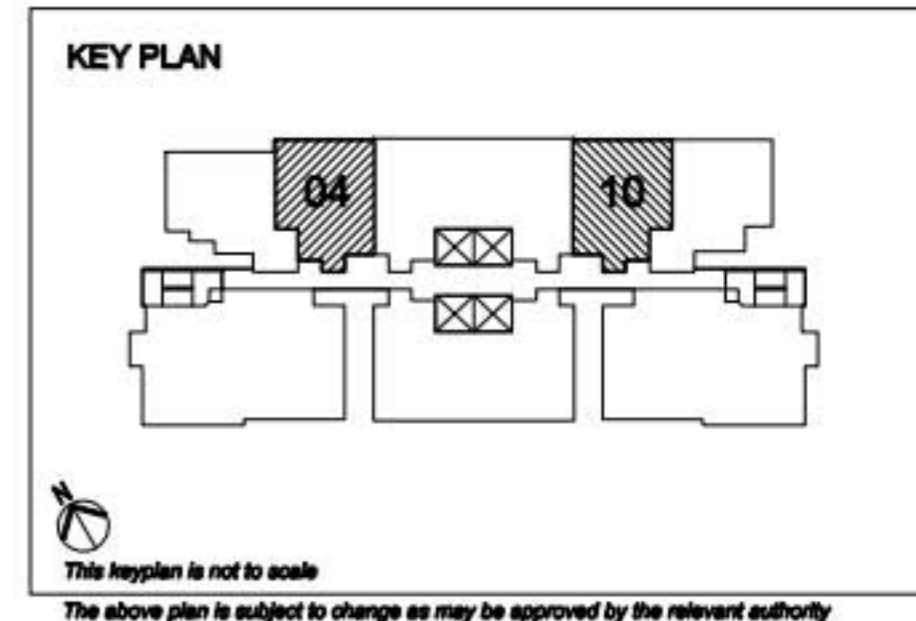 KEY PLAN
04
10
N
This keyplan is not to scale
The above plan is subject to change as may be approved by the relevant authority